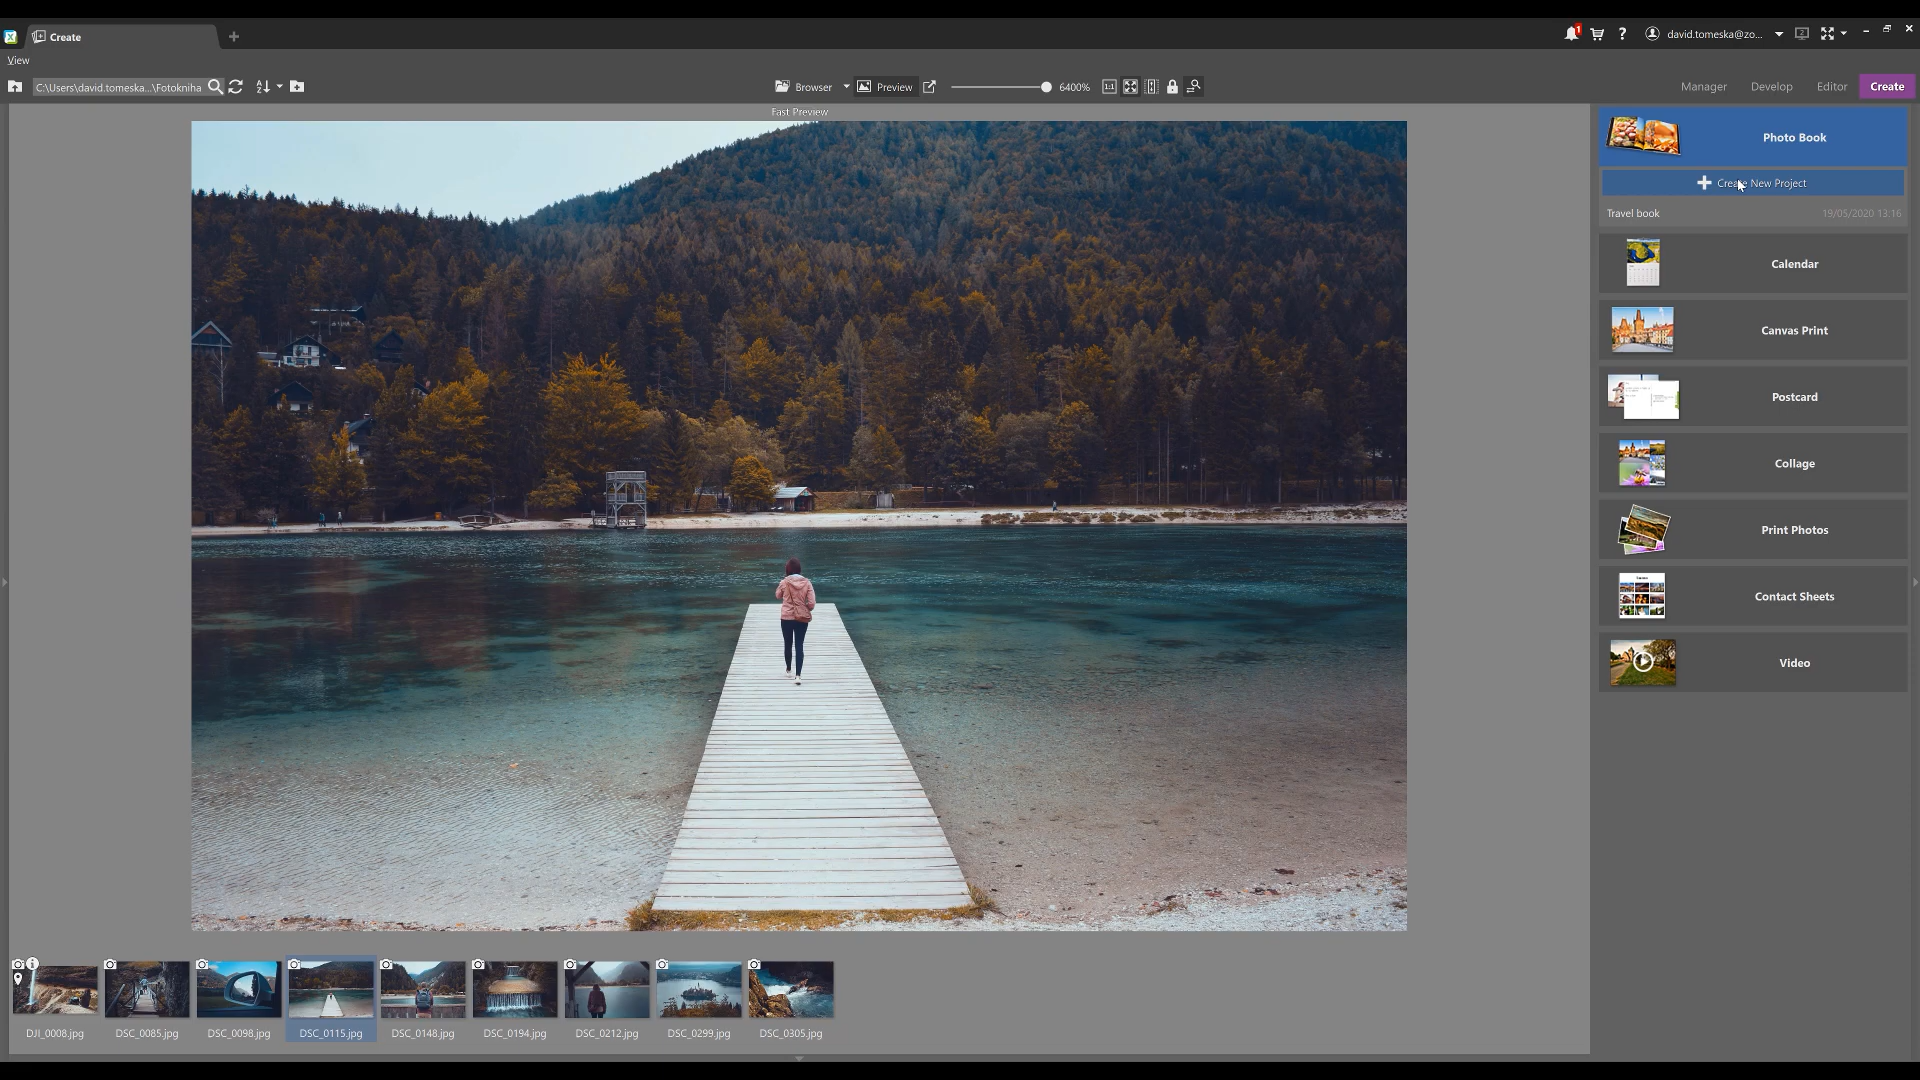 Create
david.tomeska@zo...
View
C:\Users\david.tomeska...\Fotokniha
Browser
Preview
6400%
Manager
Develop
Editor
Create
Fast Preview
Photo Book
Create New Project
Travel book
19/05/2020 13:16
Calendar
Canvas Print
Postcard
Collage
Print Photos
Contact Sheets
Video
DJI_0008.jpg
DSC_0085.jpg
DSC_0098.jpg
DSC_0115.jpg
DSC_0148.jpg
DSC_0194.jpg
DSC_0212.jpg
DSC_0299.jpg
DSC_0305.jpg